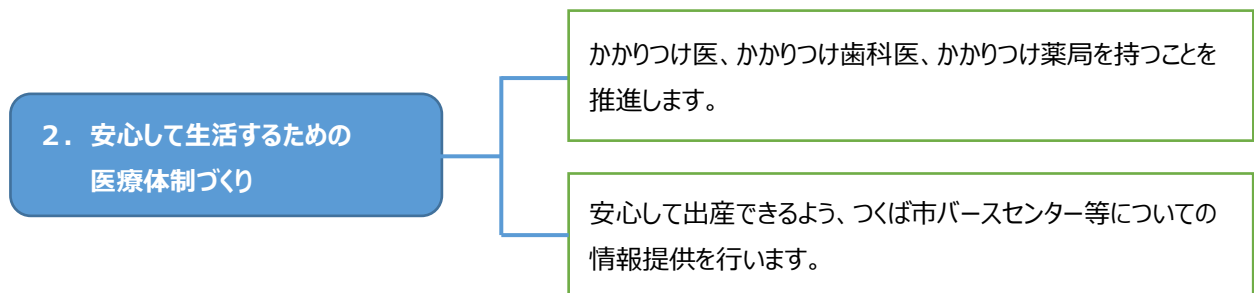 2. 安心して生活するための
医療体制づくり
かかりつけ医、かかりつけ歯科医、かかりつけ薬局を持つことを
推進します。
安心して出産できるよう、つくば市バースセンター等についての
情報提供を行います。